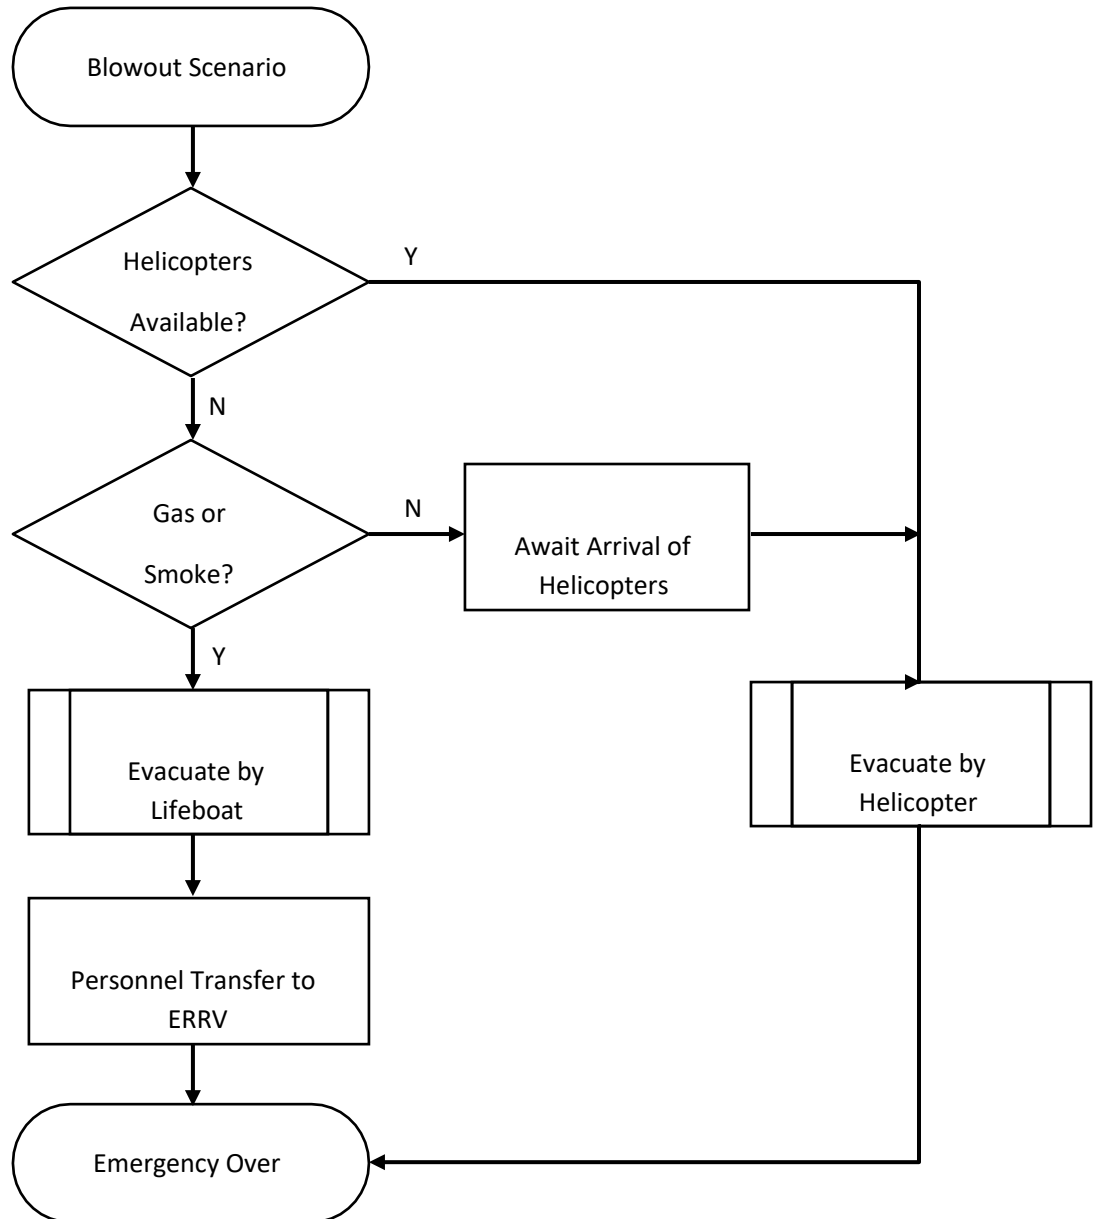 Blowout Scenario
Helicopters
Available?
Y
N
Gas or
Smoke?
N
Await Arrival of
Helicopters
Y
Evacuate by
Lifeboat
Evacuate by
Helicopter
Personnel Transfer to
ERRV
Emergency Over